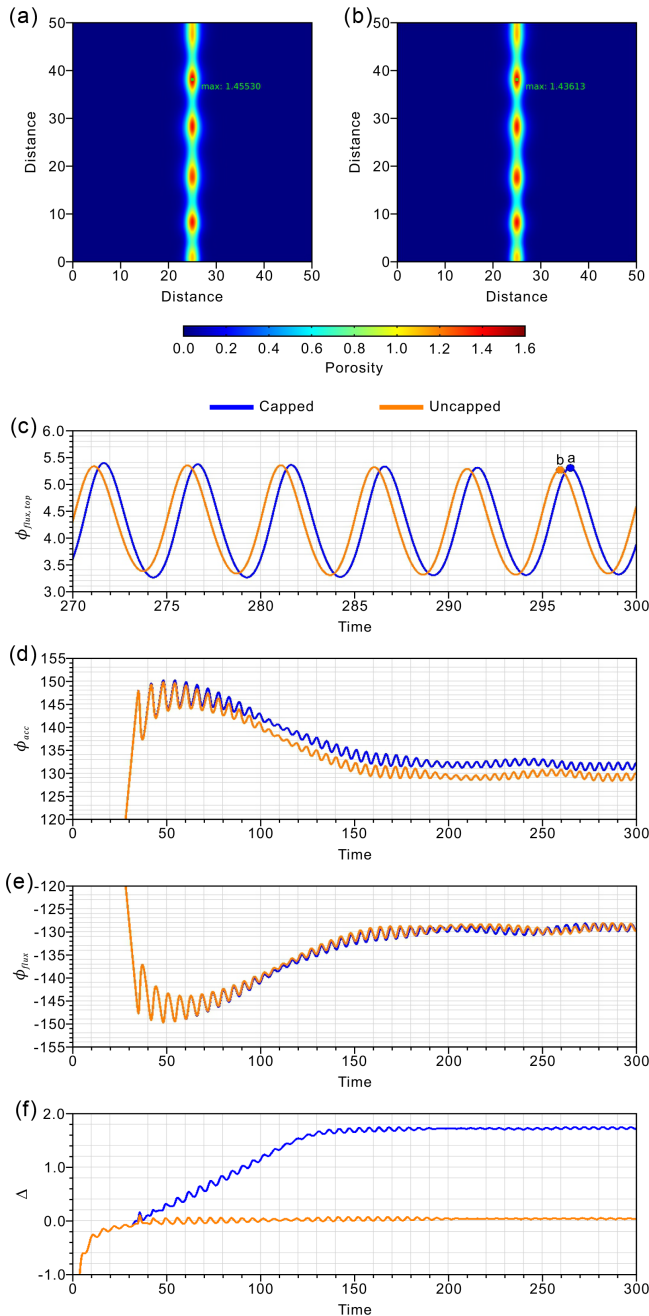 (a) (b)
50 50
40 40
max: 1.45530 max: 1.43613
Distance Distance
30 30
20 20
10 10
0 0
0 10 20 30 40 50 0 10 20 30 40 50
Distance Distance
0.0 0.2 0.4 0.6 0.8 1.0 1.2 1.4 1.6
Porosity
Capped Uncapped
(c)
6.0
5.5
b a
5.0
4.5
ϕflux,top
4.0
3.5
3.0
270 275 280 285 290 295 300
Time
(d)
155
150
145
140
ϕacc
135
130
125
120
0 50 100 150 200 250 300
Time
(e)
-120
-125
-130
-135
ϕflux
-140
-145
-150
-155
0 50 100 150 200 250 300
Time
(f)
2.0
1.0
Δ
0.0
-1.0
0 50 100 150 200 250 300
Time